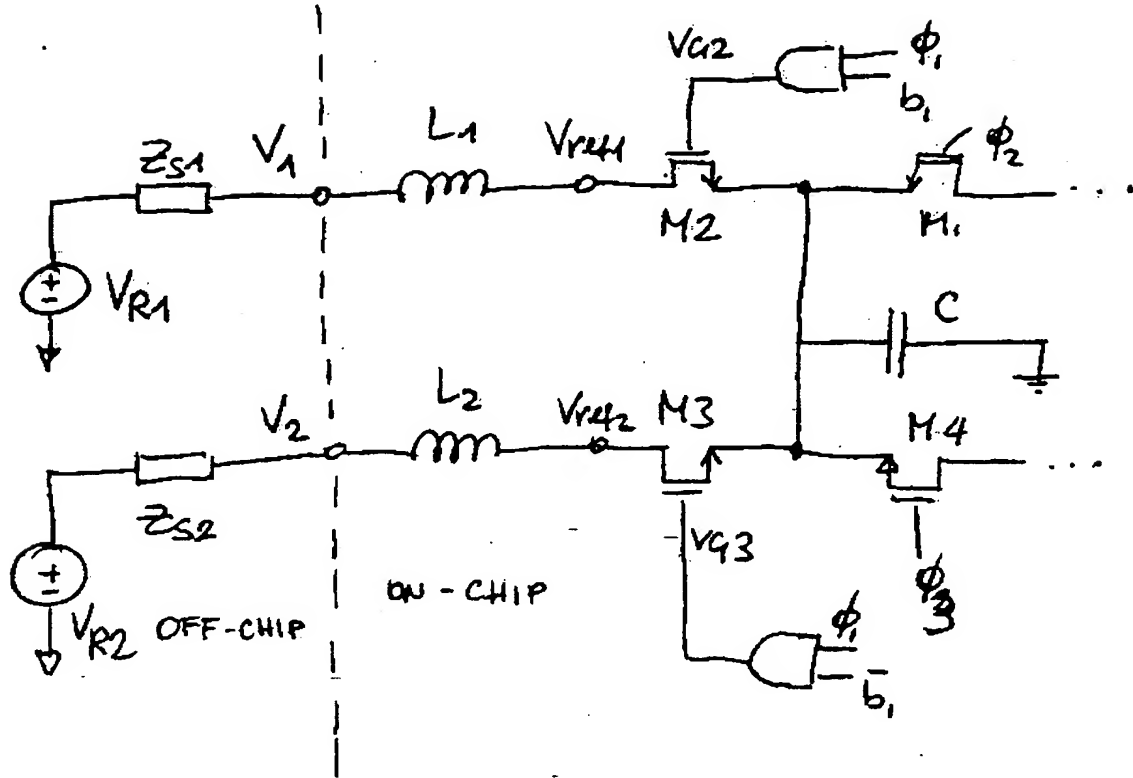 VG2
ϕ₁
b₁
ZS1
V₁
L₁
Vref1
M2
ϕ₂
M₁
+
−
VR1
C
V₂
L₂
Vref2
M3
M4
ZS2
+
−
VR2
OFF-CHIP
ON-CHIP
VG3
ϕ₃
ϕ₁
b̄₁